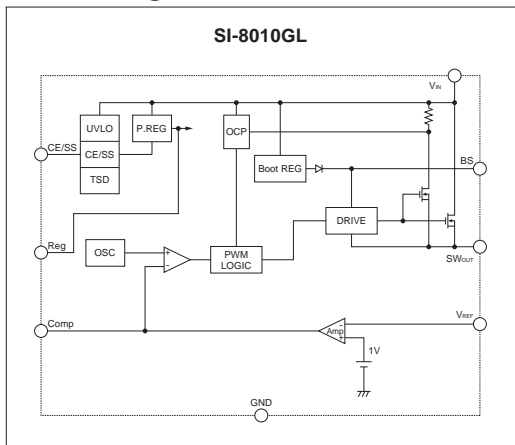 SI-8010GL
VIN
UVLO
P.REG
OCP
CE/SS
CE/SS
TSD
Boot REG
BS
DRIVE
Reg
OSC
+
-
PWM
LOGIC
SWOUT
Comp
Amp
-
+
VREF
1V
GND